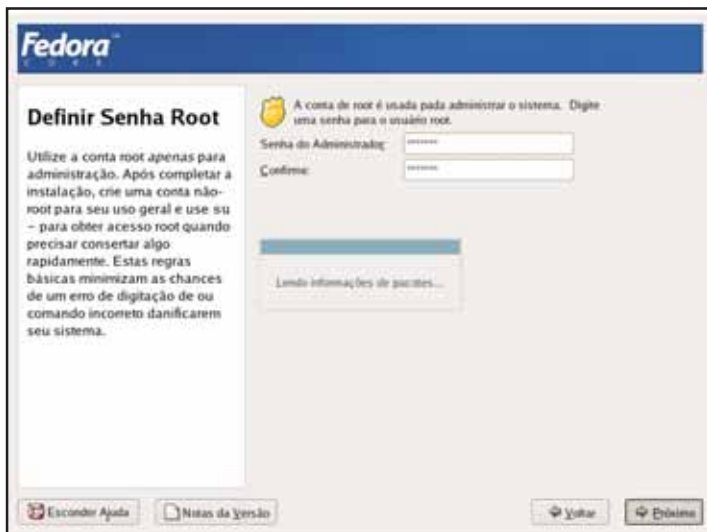 Fedora™
CORE
Definir Senha Root
Utilize a conta root apenas para
administração. Após completar a
instalação, crie uma conta não-
root para seu uso geral e use su
– para obter acesso root quando
precisar consertar algo
rapidamente. Estas regras
básicas minimizam as chances
de um erro de digitação de ou
comando incorreto danificarem
seu sistema.
A conta de root é usada pada administrar o sistema. Digite
uma senha para o usuário root.
Senha do Administrador:
Confirme:
Lendo informações de pacotes...
Esconder Ajuda
Notas da Versão
Voltar
Próximo